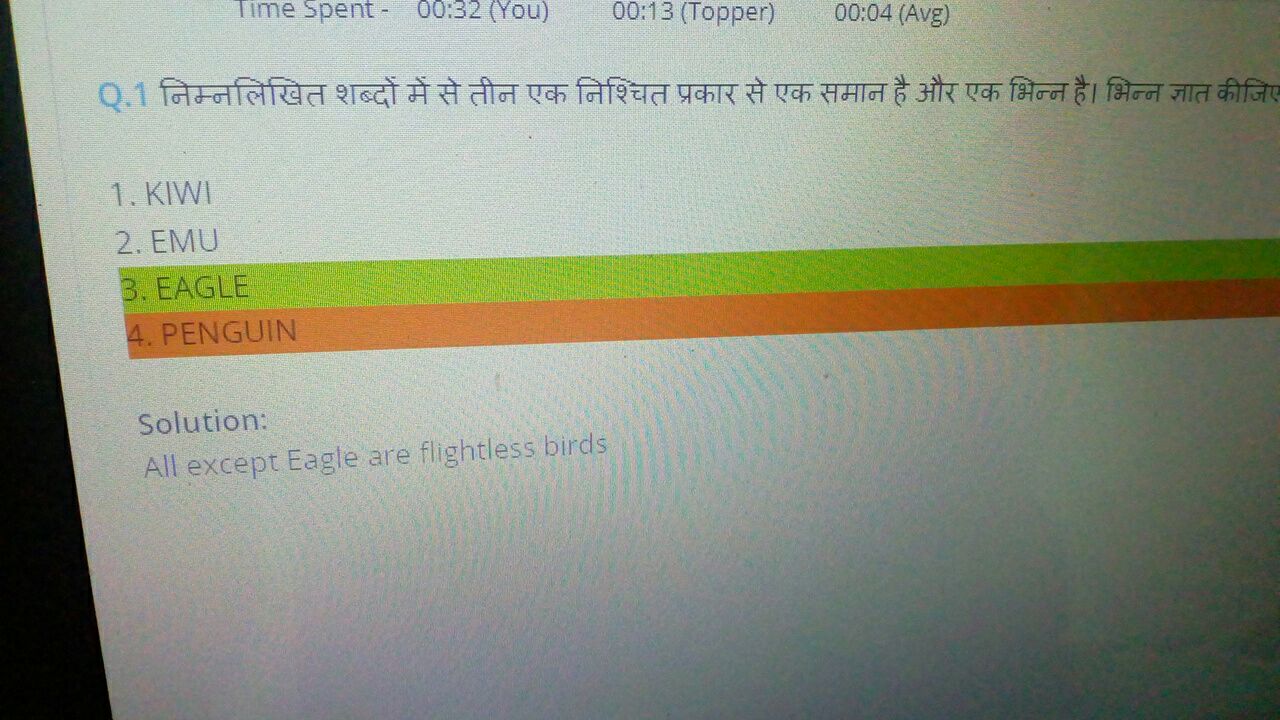 Time Spent - 00:32 (You) 00:13 (Topper) 00:04 (Avg)
Q.1 निम्नलिखित शब्दों में से तीन एक निश्चित प्रकार से एक समान है और एक भिन्न है। भिन्न ज्ञात कीजिए
1. KIWI
2. EMU
3. EAGLE
4. PENGUIN
Solution:
All except Eagle are flightless birds